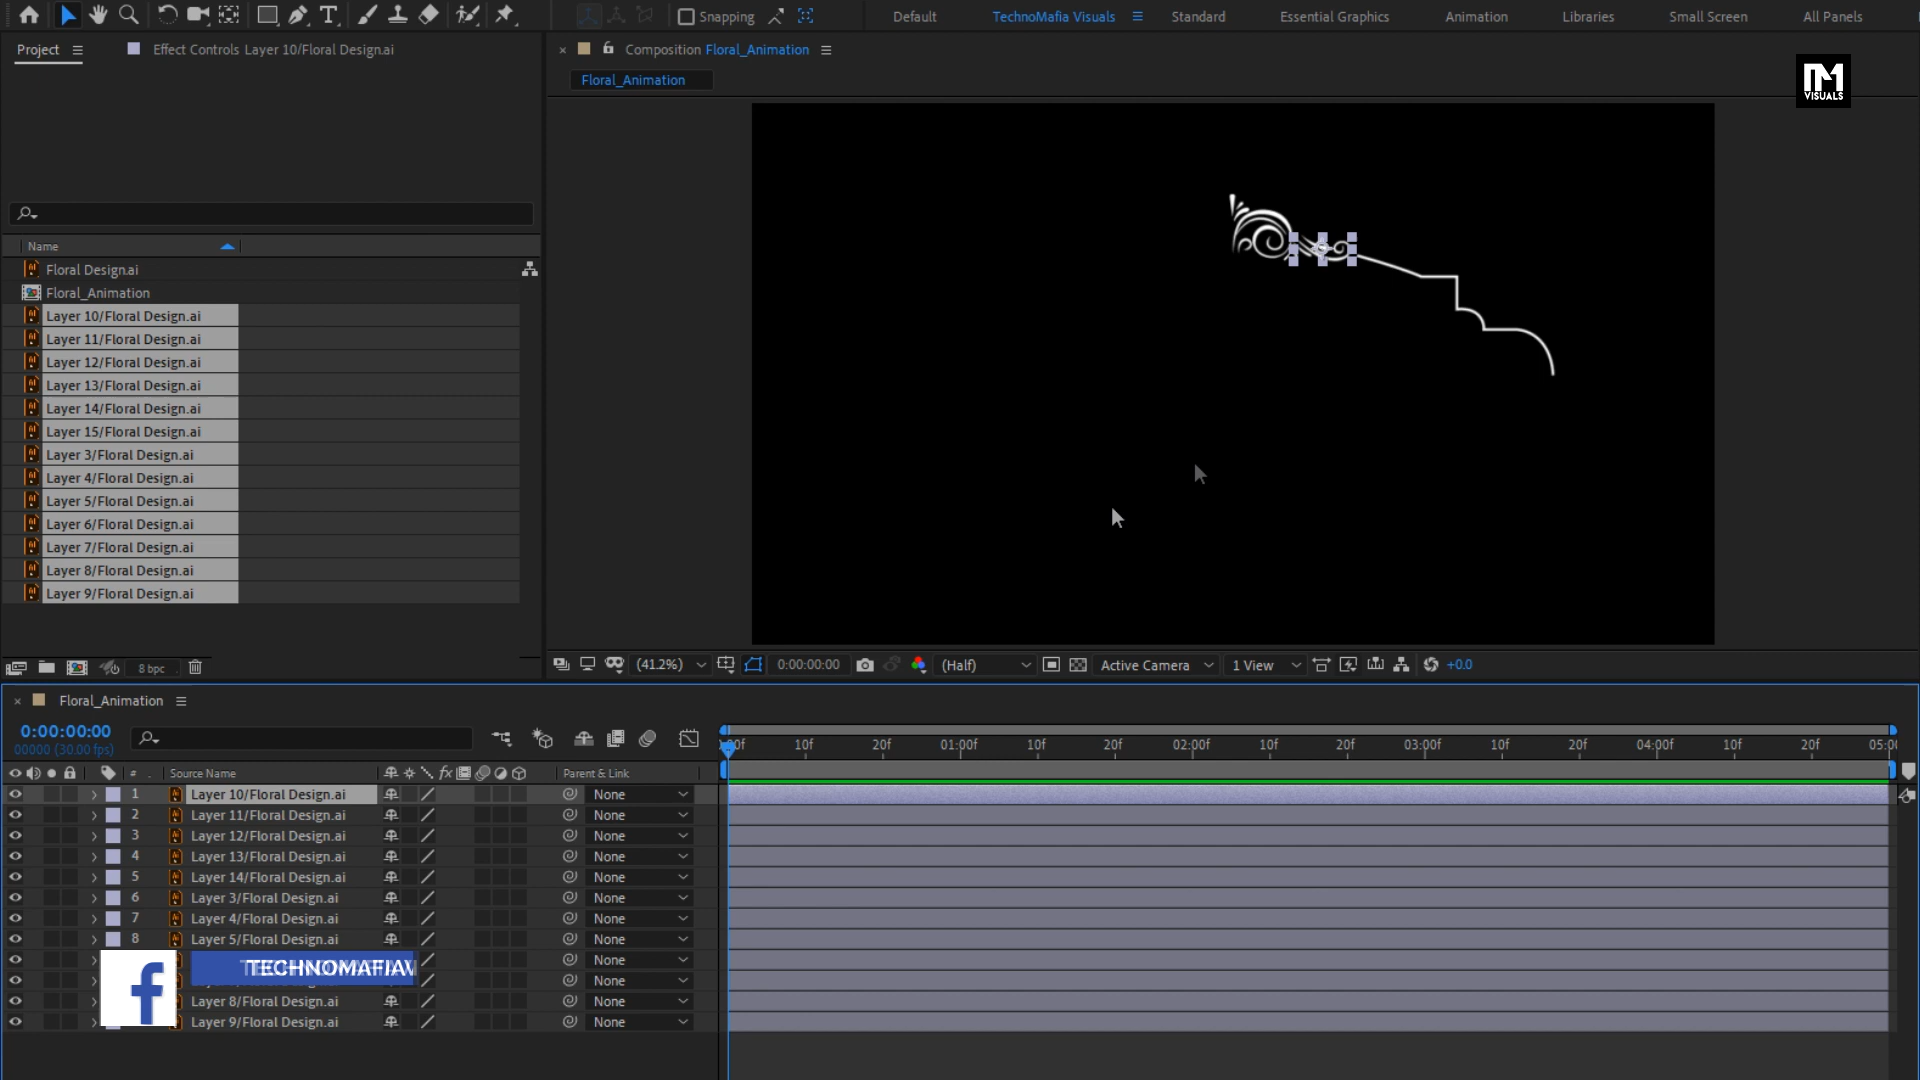 Snapping
Default
TechnoMafia Visuals
Standard
Essential Graphics
Animation
Libraries
Small Screen
All Panels
Project
Effect Controls Layer 10/Floral Design.ai
Composition Floral_Animation
Floral_Animation
VISUALS
Name
Floral Design.ai
Floral_Animation
Layer 10/Floral Design.ai
Layer 11/Floral Design.ai
Layer 12/Floral Design.ai
Layer 13/Floral Design.ai
Layer 14/Floral Design.ai
Layer 15/Floral Design.ai
Layer 3/Floral Design.ai
Layer 4/Floral Design.ai
Layer 5/Floral Design.ai
Layer 6/Floral Design.ai
Layer 7/Floral Design.ai
Layer 8/Floral Design.ai
Layer 9/Floral Design.ai
8 bpc
(41.2%)
0:00:00:00
(Half)
Active Camera
1 View
+0.0
Floral_Animation
0:00:00:00
00000 (30.00 fps)
10f 20f 01:00f 10f 20f 02:00f 10f 20f 03:00f 10f 20f 04:00f 10f 20f
# Source Name Parent & Link
1 Layer 10/Floral Design.ai None
2 Layer 11/Floral Design.ai None
3 Layer 12/Floral Design.ai None
4 Layer 13/Floral Design.ai None
5 Layer 14/Floral Design.ai None
6 Layer 3/Floral Design.ai None
7 Layer 4/Floral Design.ai None
8 Layer 5/Floral Design.ai None
TECHNOMAFIAV None
None
Layer 8/Floral Design.ai None
Layer 9/Floral Design.ai None